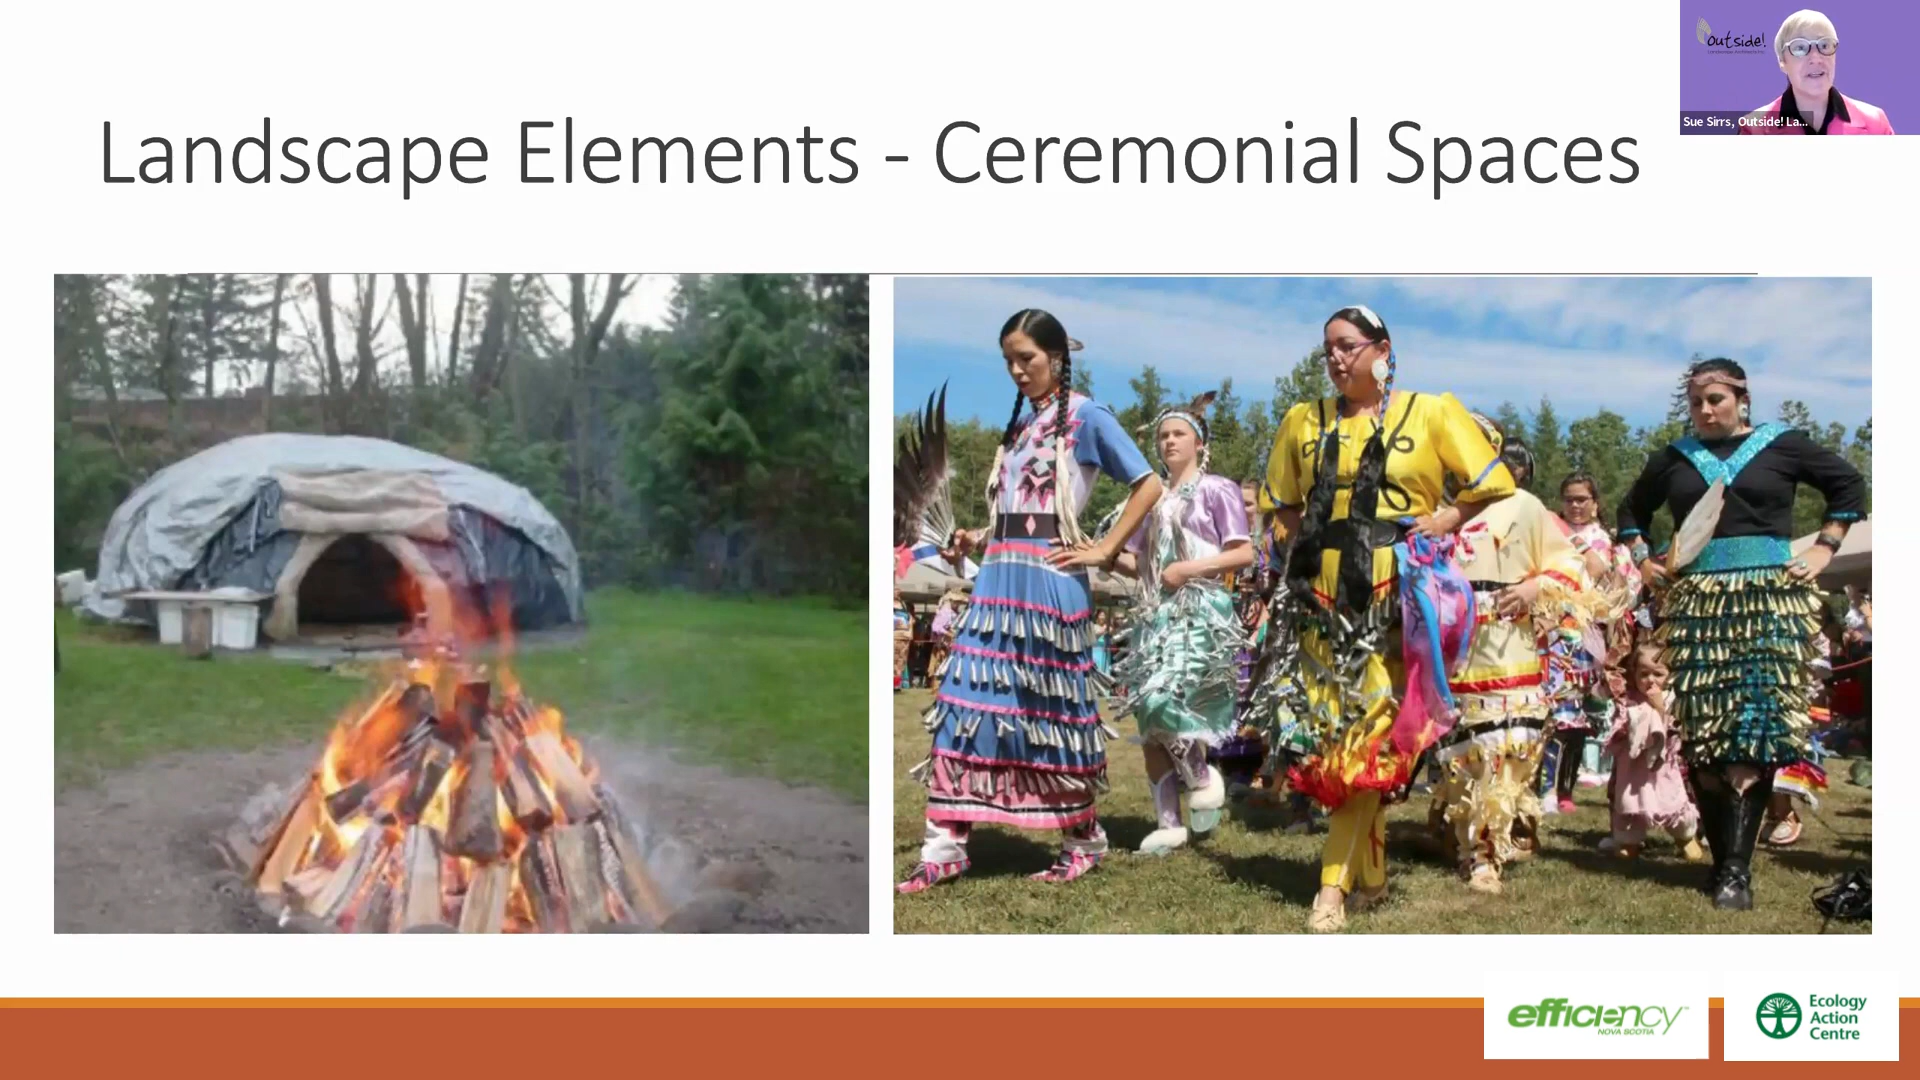 Landscape Elements - Ceremonial Spaces
outside!
Sue Sirrs, Outside! La...
efficiency
NOVA SCOTIA
Ecology
Action
Centre